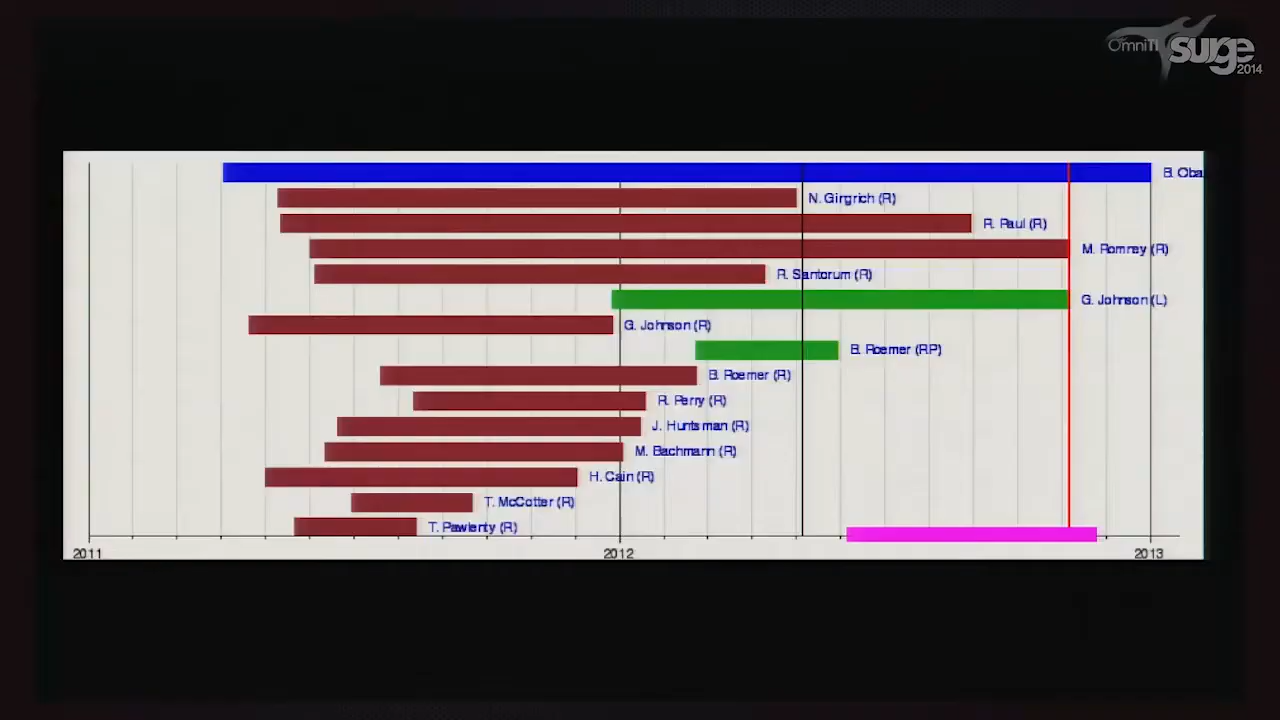 OmniTI surge 2014
B. Oba
N. Gingrich (R)
R. Paul (R)
M. Romney (R)
R. Santorum (R)
G. Johnson (L)
G. Johnson (R)
B. Roemer (RP)
B. Roemer (R)
R. Perry (R)
J. Huntsman (R)
M. Bachmann (R)
H. Cain (R)
T. McCotter (R)
T. Pawlenty (R)
2011 2012 2013